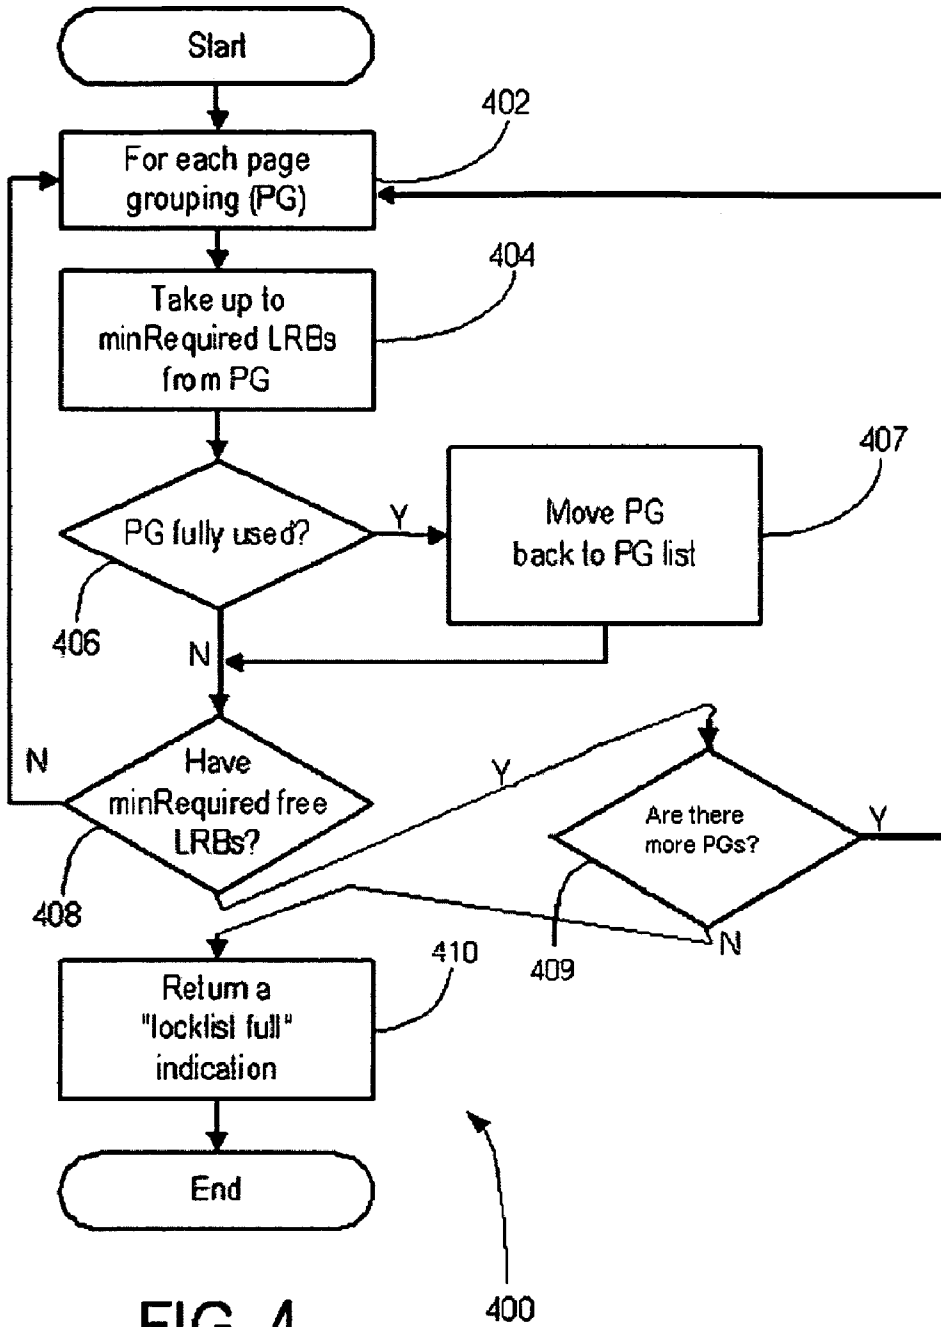 Start
402
For each page
grouping (PG)
404
Take up to
minRequired LRBs
from PG
407
PG fully used?
Y
Move PG
back to PG list
406
N
N
Have
minRequired free
LRBs?
Y
Are there
more PGs?
Y
408
409
N
410
Return a
"locklist full"
indication
End
400
FIG. 4